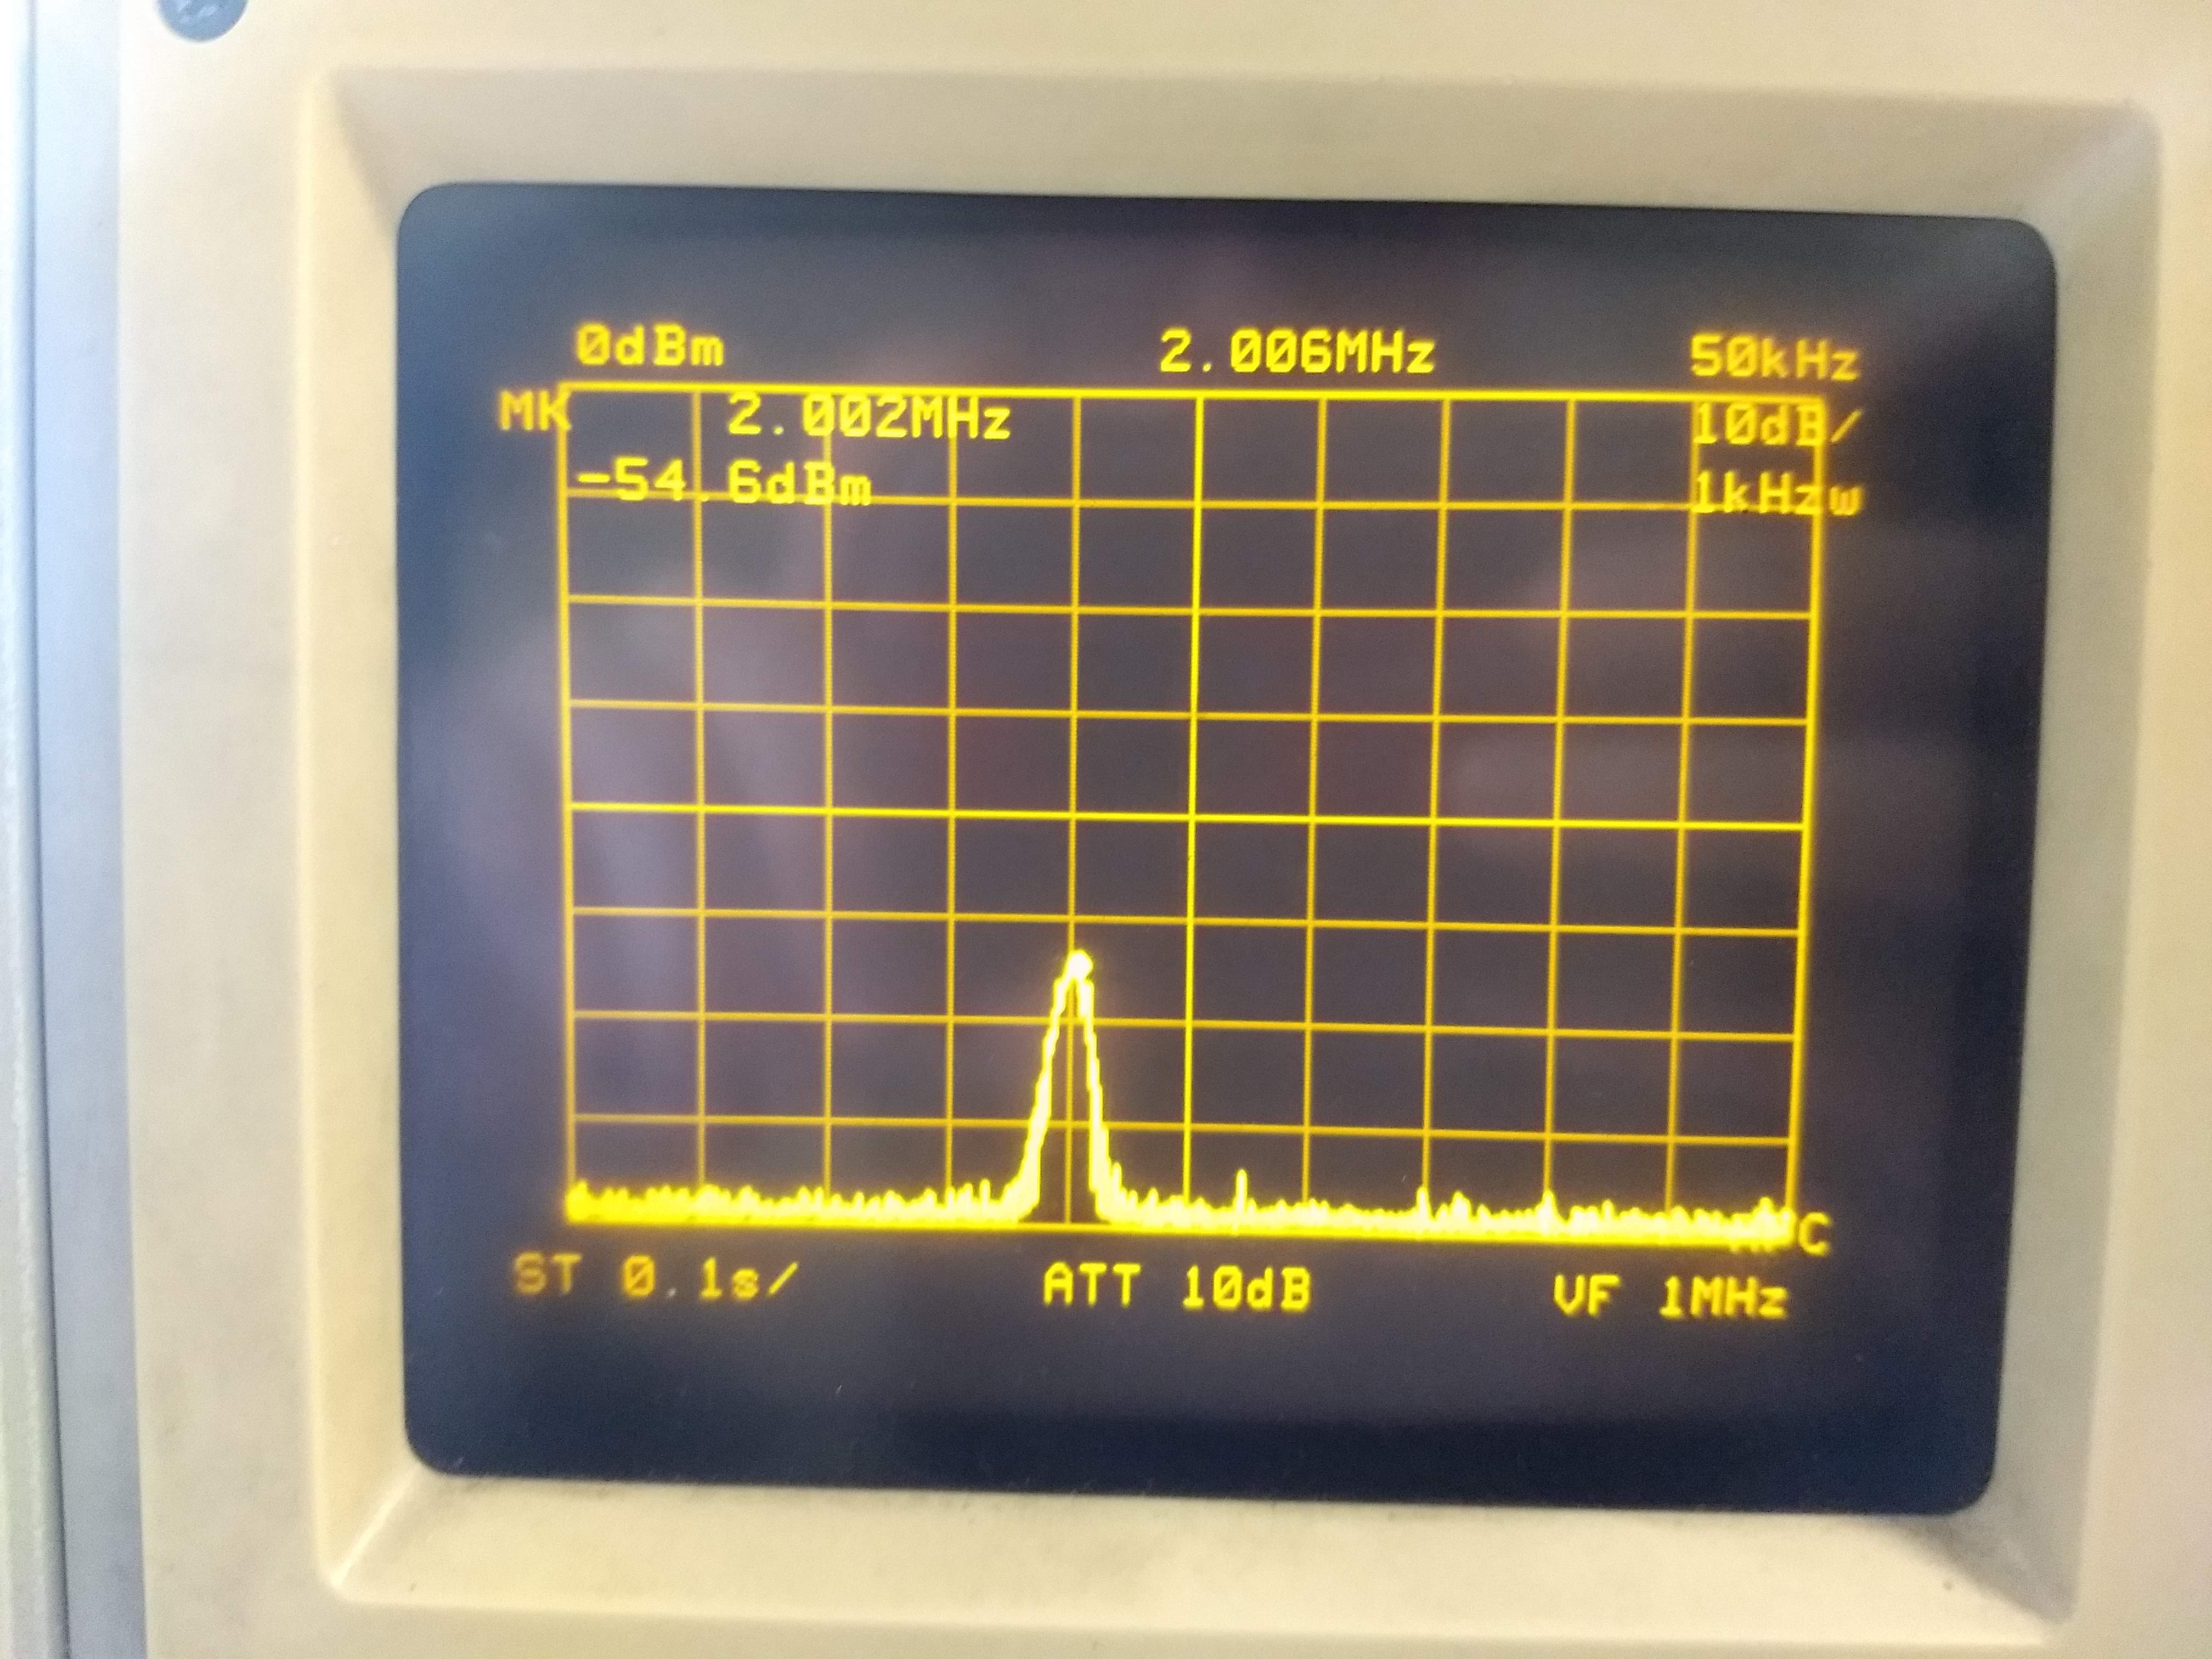 0dBm 2.006MHz 50kHz
MK 2.002MHz 10dB/
-54.6dBm 1kHzw
ST 0.1s/ ATT 10dB VF 1MHz